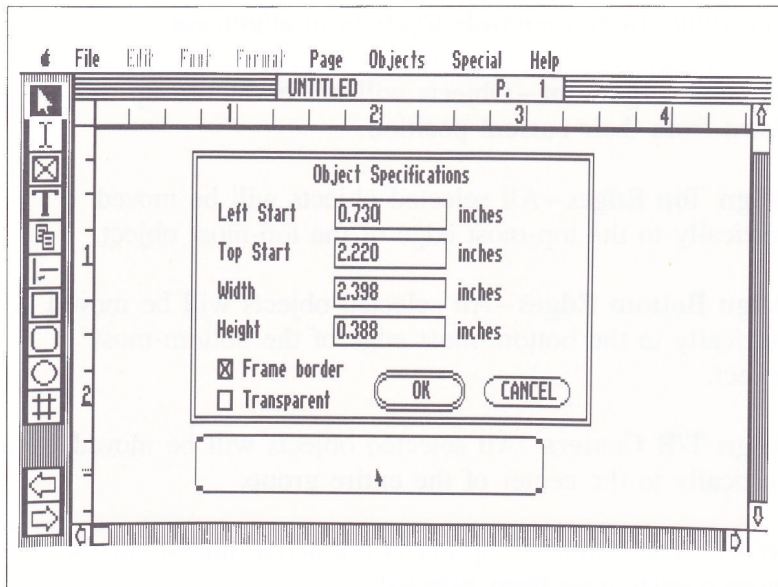 File Edit Font Format Page Objects Special Help
UNTITLED P. 1
1 2 3 4
Object Specifications
Left Start 0.730 inches
Top Start 2.220 inches
1
Width 2.398 inches
Height 0.388 inches
Frame border
2
OK CANCEL
Transparent
T